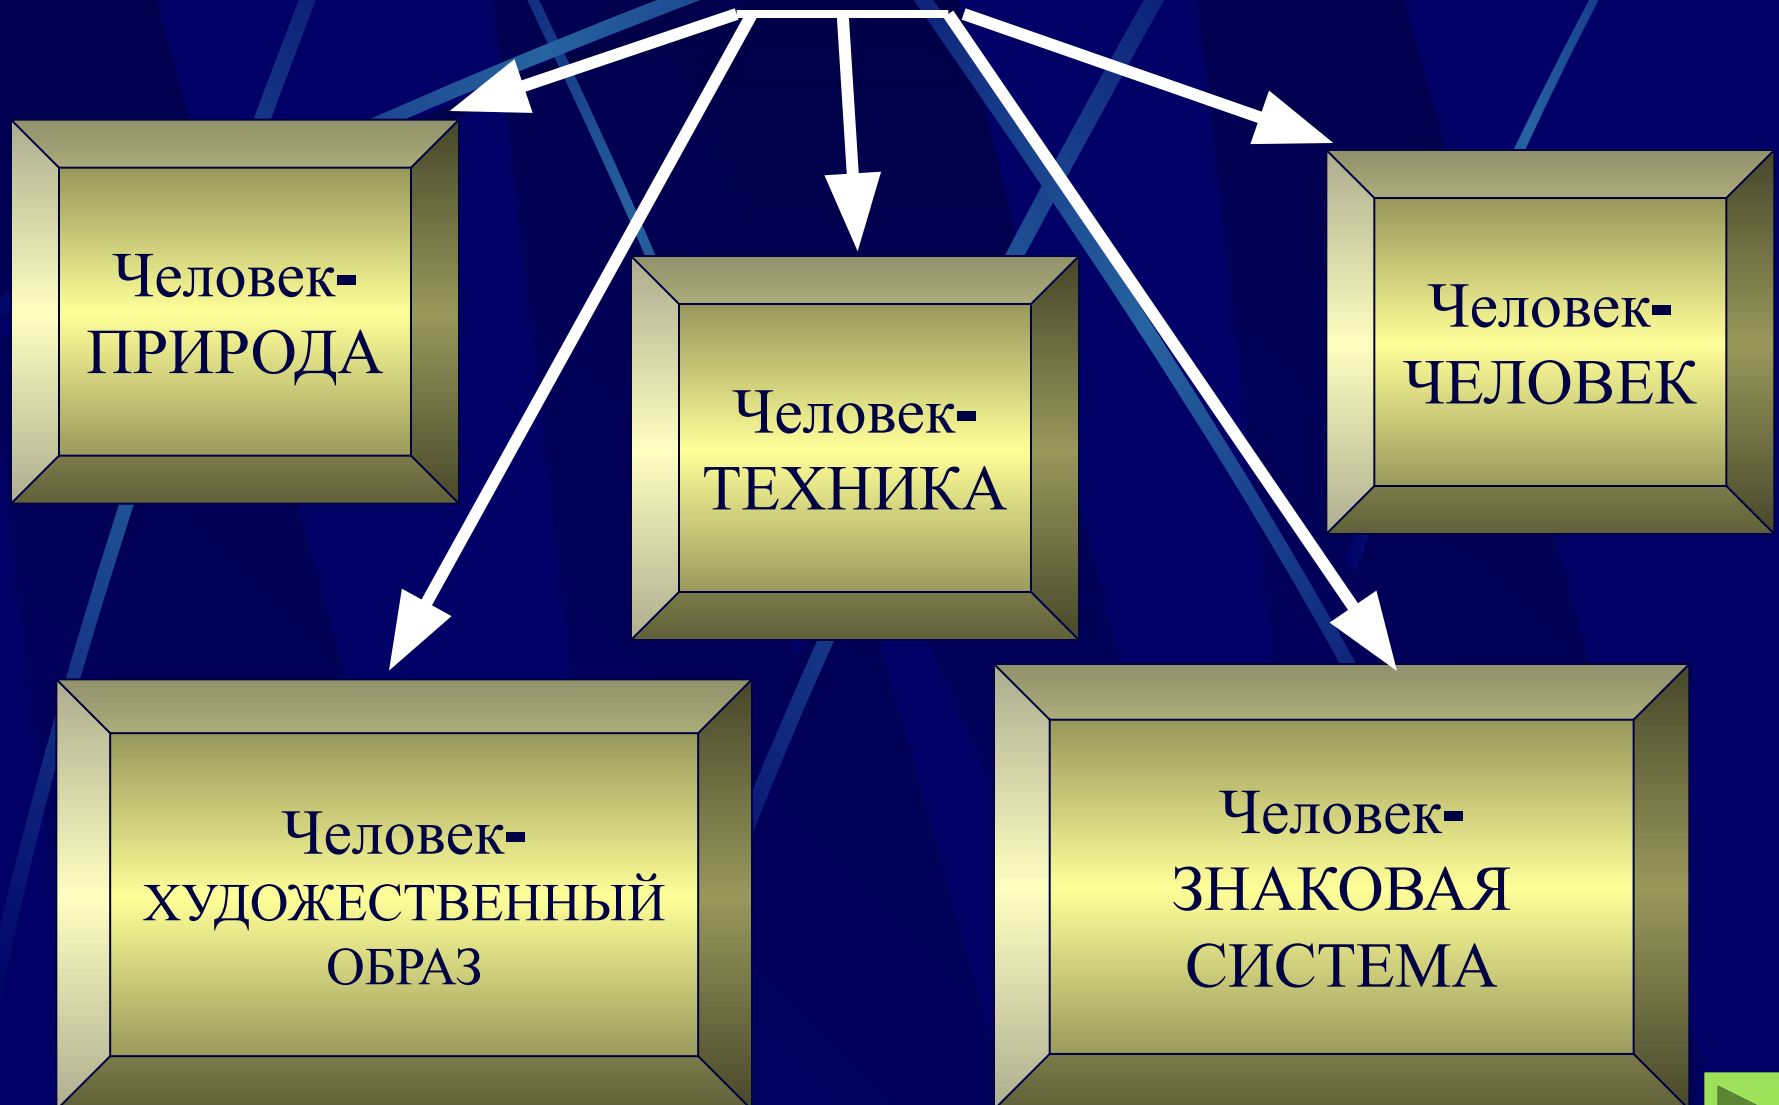 Человек-
ПРИРОДА
Человек-
ТЕХНИКА
Человек-
ЧЕЛОВЕК
Человек-
ХУДОЖЕСТВЕННЫЙ
ОБРАЗ
Человек-
ЗНАКОВАЯ
СИСТЕМА